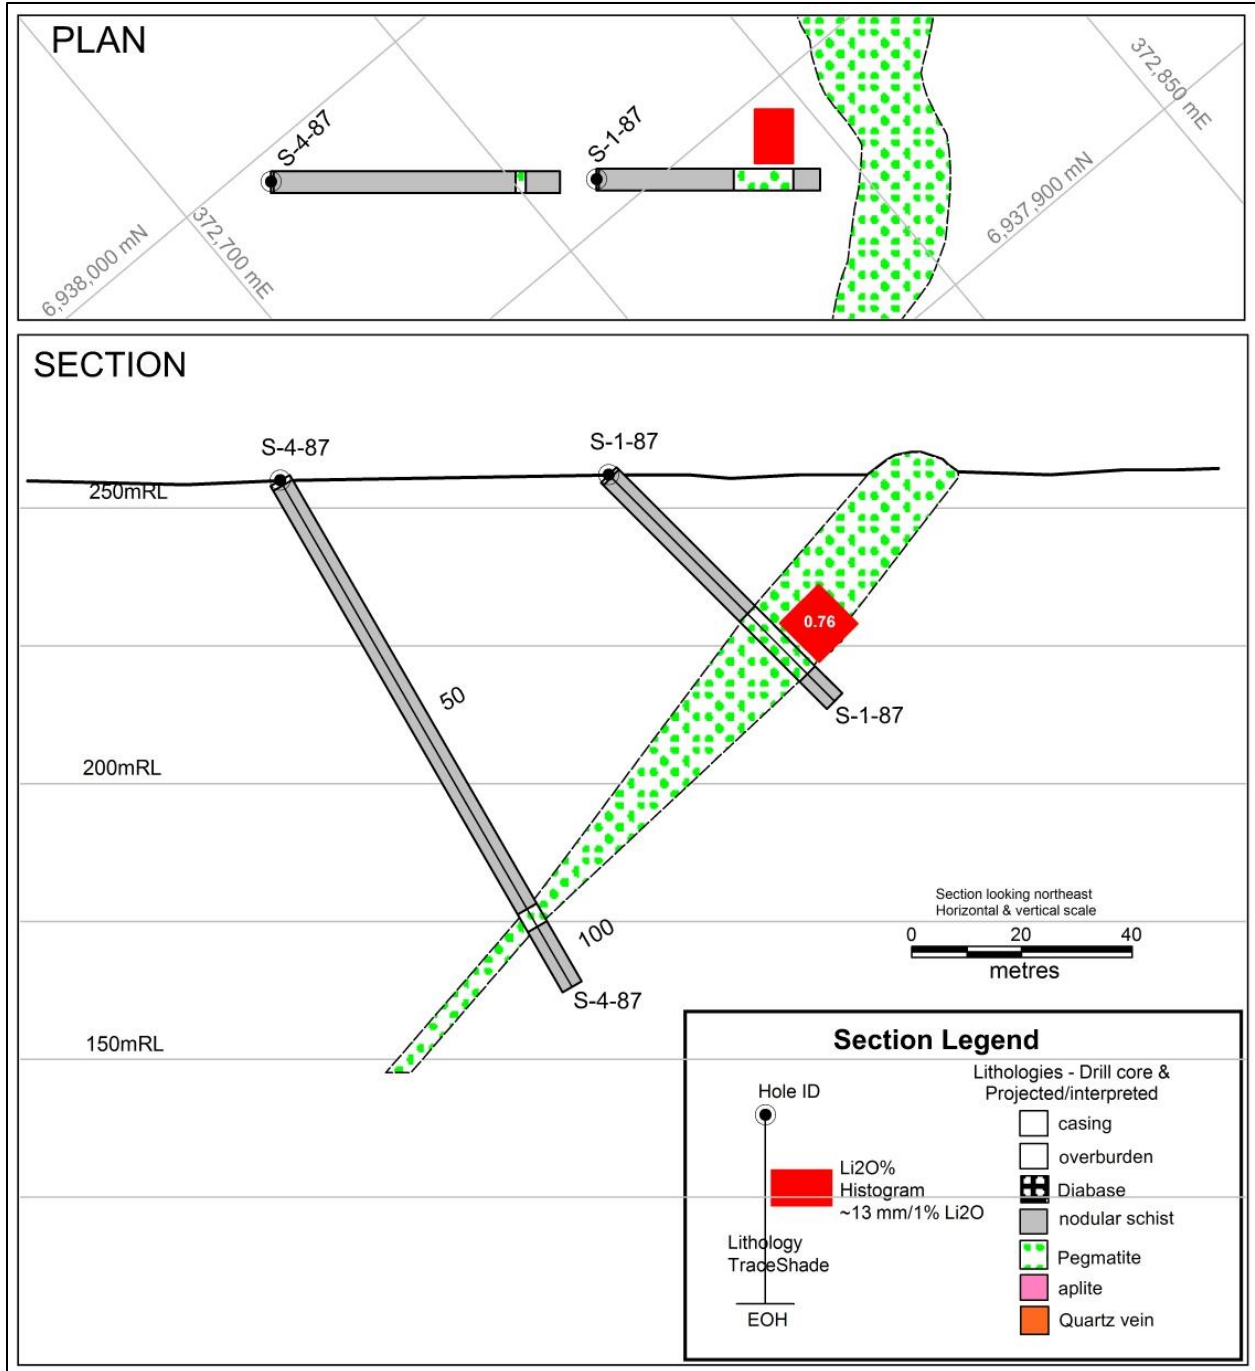 PLAN
S-4-87
S-1-87
372,850 mE
6,938,000 mN
372,700 mE
6,937,900 mN
SECTION
S-4-87
S-1-87
250mRL
0.76
50
S-1-87
200mRL
100
S-4-87
Section looking northeast
Horizontal & vertical scale
0 20 40
metres
150mRL
Section Legend
Lithologies - Drill core &
Projected/interpreted
Hole ID
casing
overburden
Li2O%
Histogram
~13 mm/1% Li2O
Diabase
nodular schist
Lithology
TraceShade
Pegmatite
aplite
EOH
Quartz vein